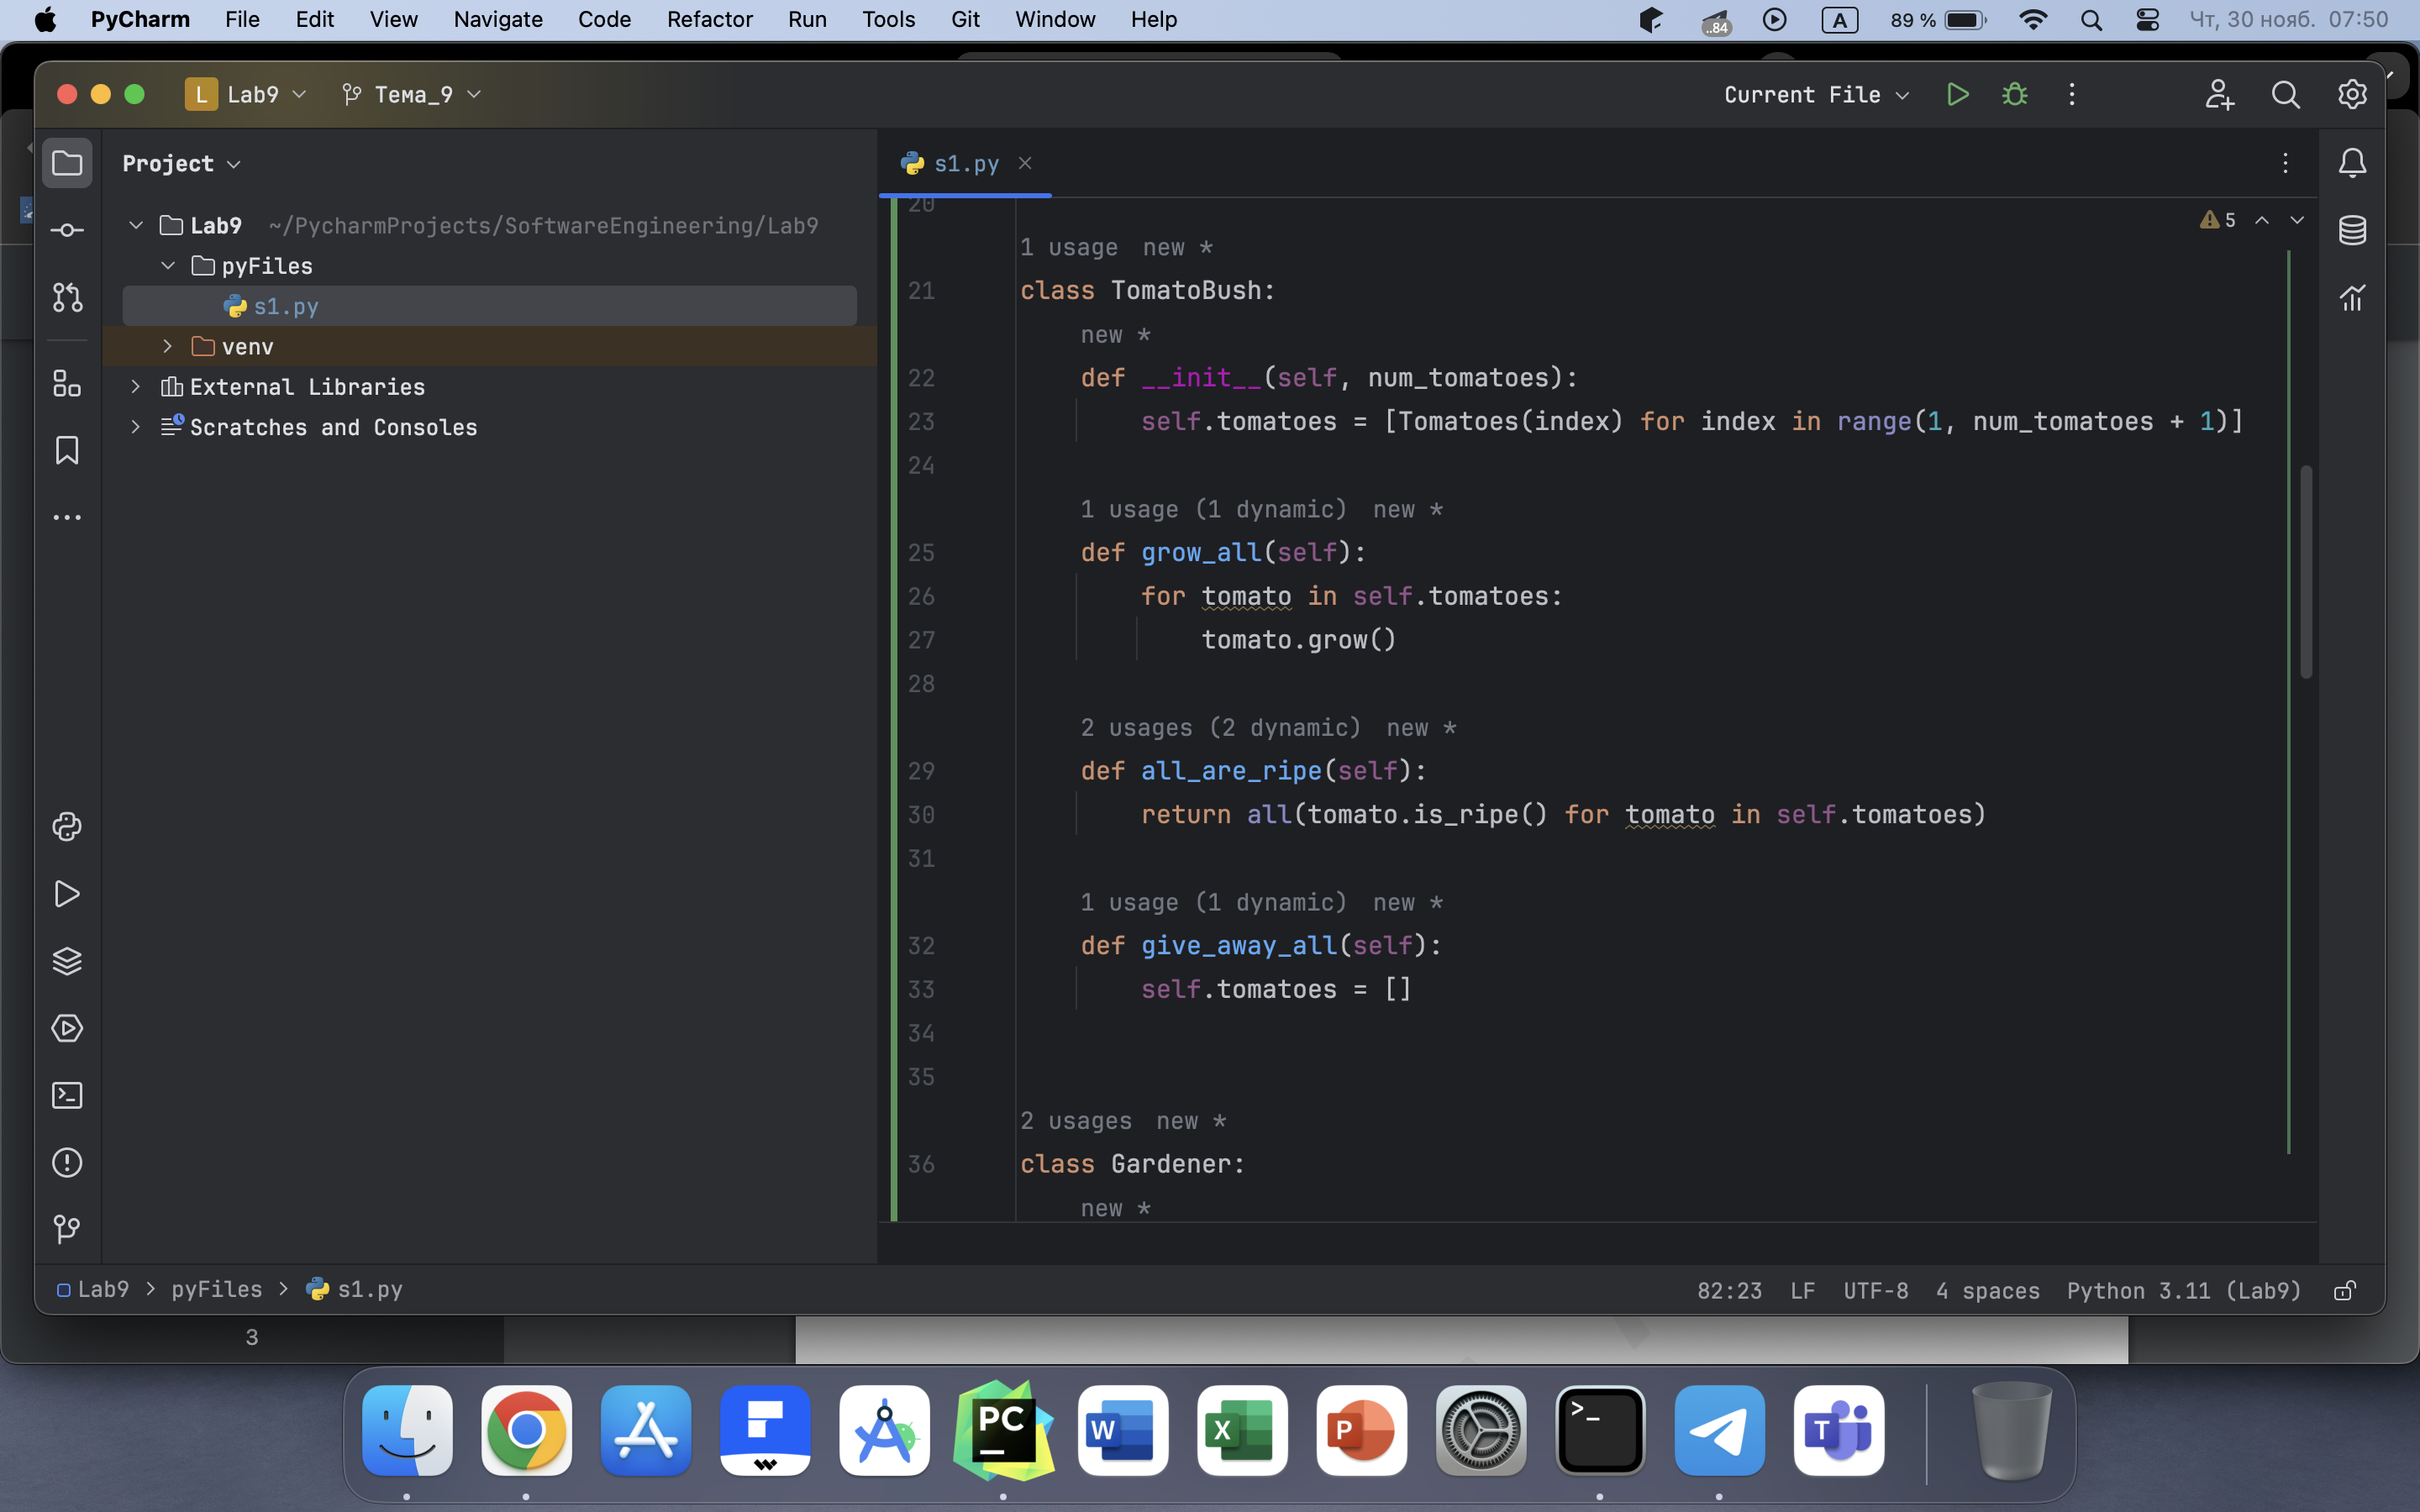 PyCharm File Edit View Navigate Code Refactor Run Tools Git Window Help ..84 A 89 % Чт, 30 нояб. 07:50
L Lab9 Тема_9 Current File
Project
s1.py
Lab9 ~/PycharmProjects/SoftwareEngineering/Lab9
pyFiles
s1.py
venv
External Libraries
Scratches and Consoles
5
20
1 usage new *
21 class TomatoBush:
new *
22 def __init__(self, num_tomatoes):
23 self.tomatoes = [Tomatoes(index) for index in range(1, num_tomatoes + 1)]
24
1 usage (1 dynamic) new *
25 def grow_all(self):
26 for tomato in self.tomatoes:
27 tomato.grow()
28
2 usages (2 dynamic) new *
29 def all_are_ripe(self):
30 return all(tomato.is_ripe() for tomato in self.tomatoes)
31
1 usage (1 dynamic) new *
32 def give_away_all(self):
33 self.tomatoes = []
34
35
2 usages new *
36 class Gardener:
new *
Lab9 > pyFiles > s1.py 82:23 LF UTF-8 4 spaces Python 3.11 (Lab9)
3
PC W X P >_ T